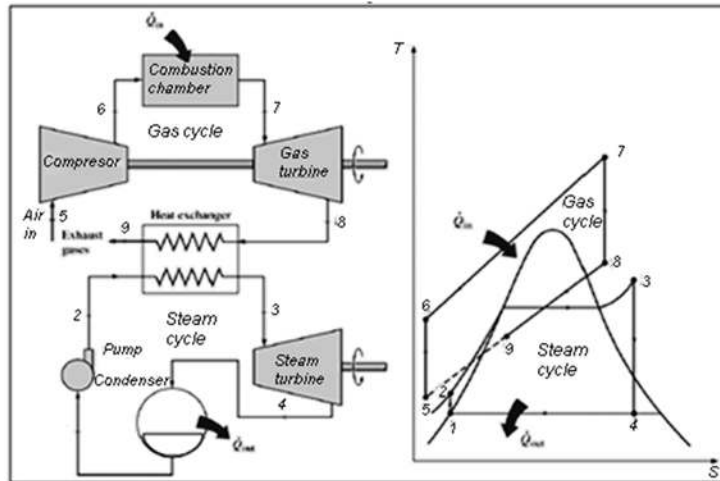 Q̇in
Combustion
chamber
6
7
Gas cycle
Compresor
Gas
turbine
Air
in
5
Exhaust
gases
9
Heat exchanger
8
2
3
Steam
cycle
Pump
Condenser
Steam
turbine
4
Q̇out
T
7
Gas
cycle
Q̇in
8
3
6
9
Steam
cycle
5
2
1
Q̇out
4
S